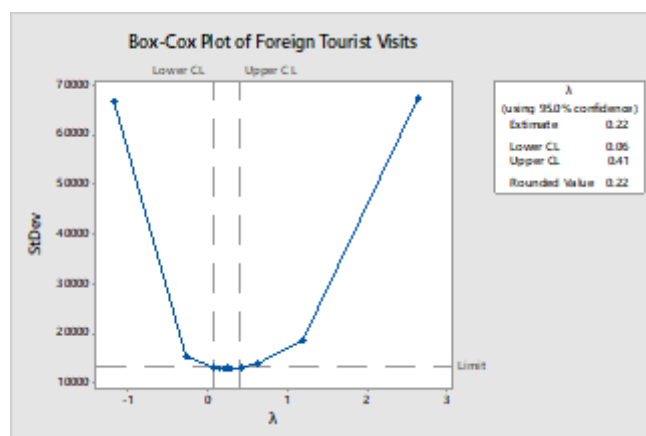 Box-Cox Plot of Foreign Tourist Visits
Lower CL Upper CL
70000
60000
50000
40000
30000
20000
10000
StDev
-1 0 1 2 3
λ
Limit
λ
(using 95.0% confidence)
Estimate 0.22
Lower CL 0.06
Upper CL 0.41
Rounded Value 0.22